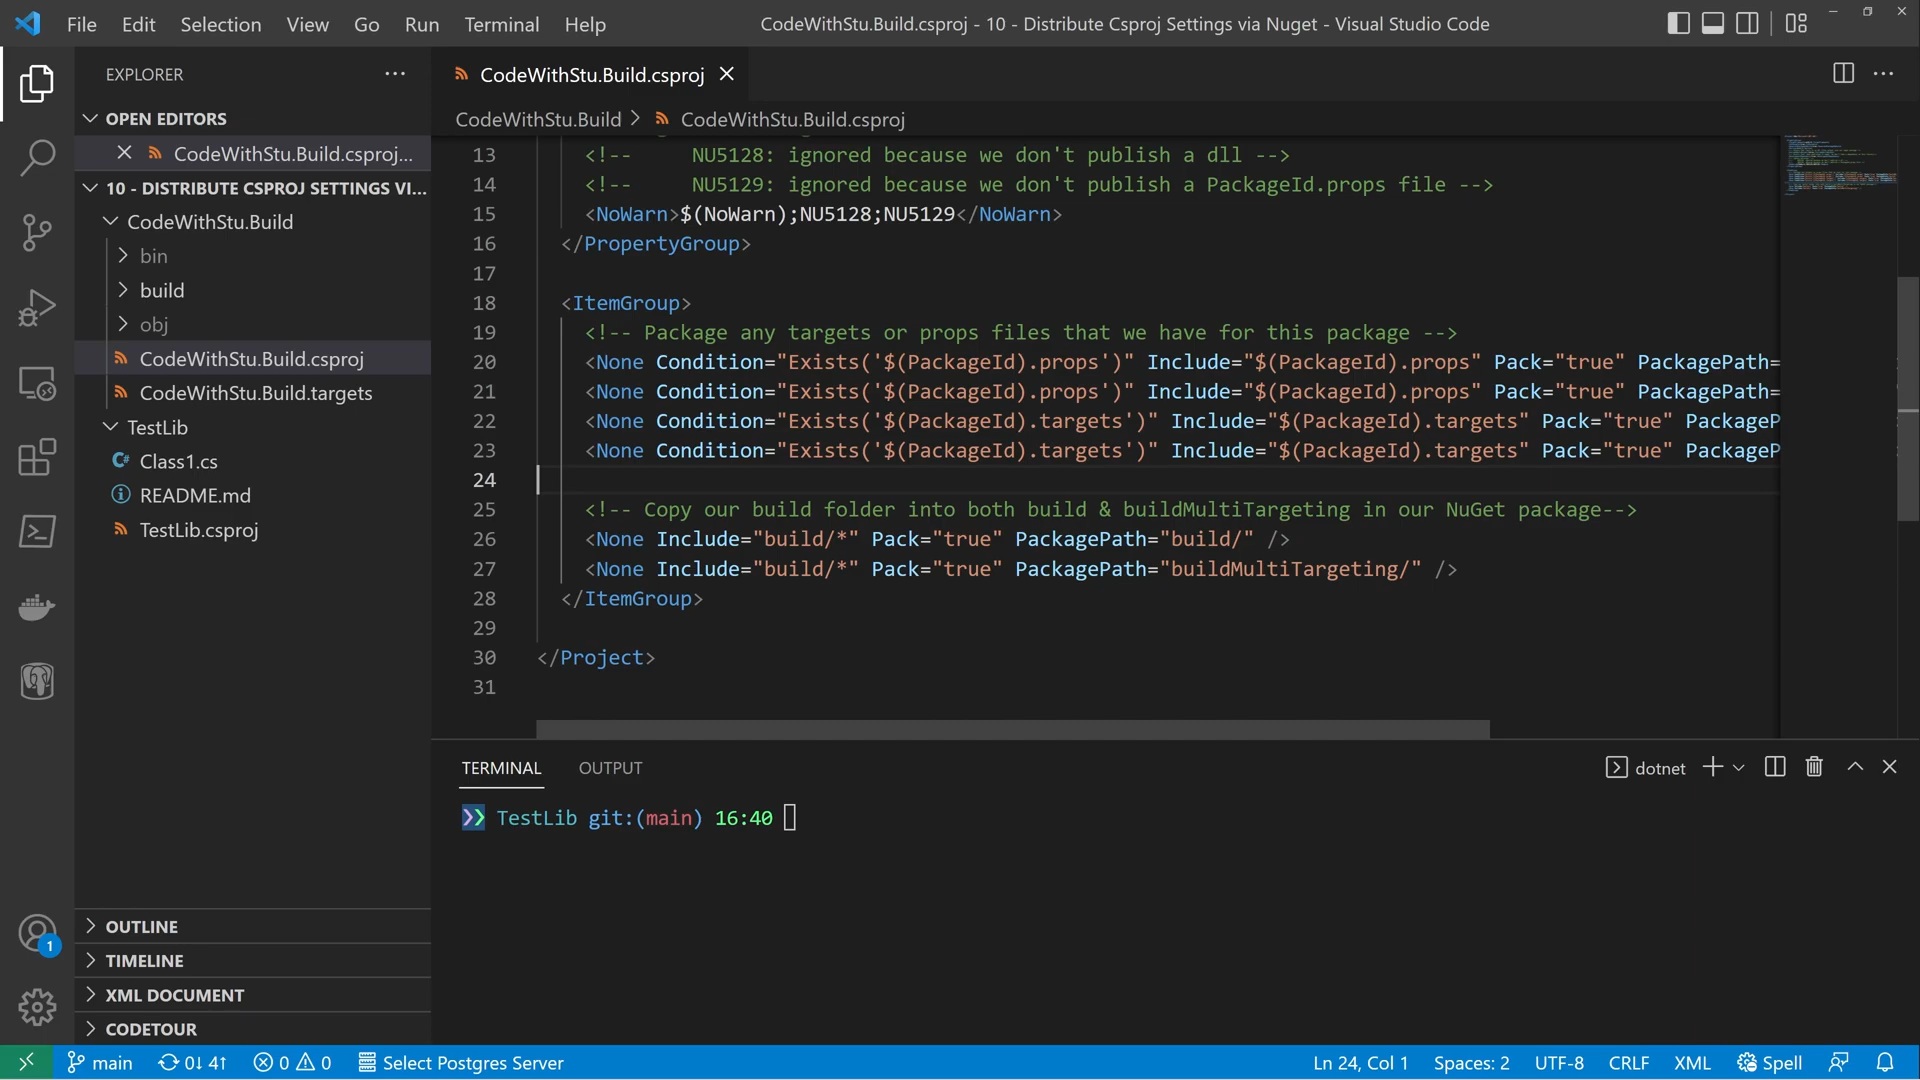 File Edit Selection View Go Run Terminal Help
CodeWithStu.Build.csproj - 10 - Distribute Csproj Settings via Nuget - Visual Studio Code
EXPLORER
OPEN EDITORS
CodeWithStu.Build.csproj...
10 - DISTRIBUTE CSPROJ SETTINGS VI...
CodeWithStu.Build
bin
build
obj
CodeWithStu.Build.csproj
CodeWithStu.Build.targets
TestLib
Class1.cs
README.md
TestLib.csproj
OUTLINE
TIMELINE
XML DOCUMENT
CODETOUR
CodeWithStu.Build.csproj
CodeWithStu.Build > CodeWithStu.Build.csproj
13 <!-- NU5128: ignored because we don't publish a dll -->
14 <!-- NU5129: ignored because we don't publish a PackageId.props file -->
15 <NoWarn>$(NoWarn);NU5128;NU5129</NoWarn>
16 </PropertyGroup>
17
18 <ItemGroup>
19 <!-- Package any targets or props files that we have for this package -->
20 <None Condition="Exists('$(PackageId).props')" Include="$(PackageId).props" Pack="true" PackagePath=
21 <None Condition="Exists('$(PackageId).props')" Include="$(PackageId).props" Pack="true" PackagePath=
22 <None Condition="Exists('$(PackageId).targets')" Include="$(PackageId).targets" Pack="true" PackageP
23 <None Condition="Exists('$(PackageId).targets')" Include="$(PackageId).targets" Pack="true" PackageP
24
25 <!-- Copy our build folder into both build & buildMultiTargeting in our NuGet package-->
26 <None Include="build/*" Pack="true" PackagePath="build/" />
27 <None Include="build/*" Pack="true" PackagePath="buildMultiTargeting/" />
28 </ItemGroup>
29
30 </Project>
31
TERMINAL OUTPUT
dotnet
TestLib git:(main) 16:40
1
main 0↓ 4↑ 0 0 Select Postgres Server
Ln 24, Col 1 Spaces: 2 UTF-8 CRLF XML Spell